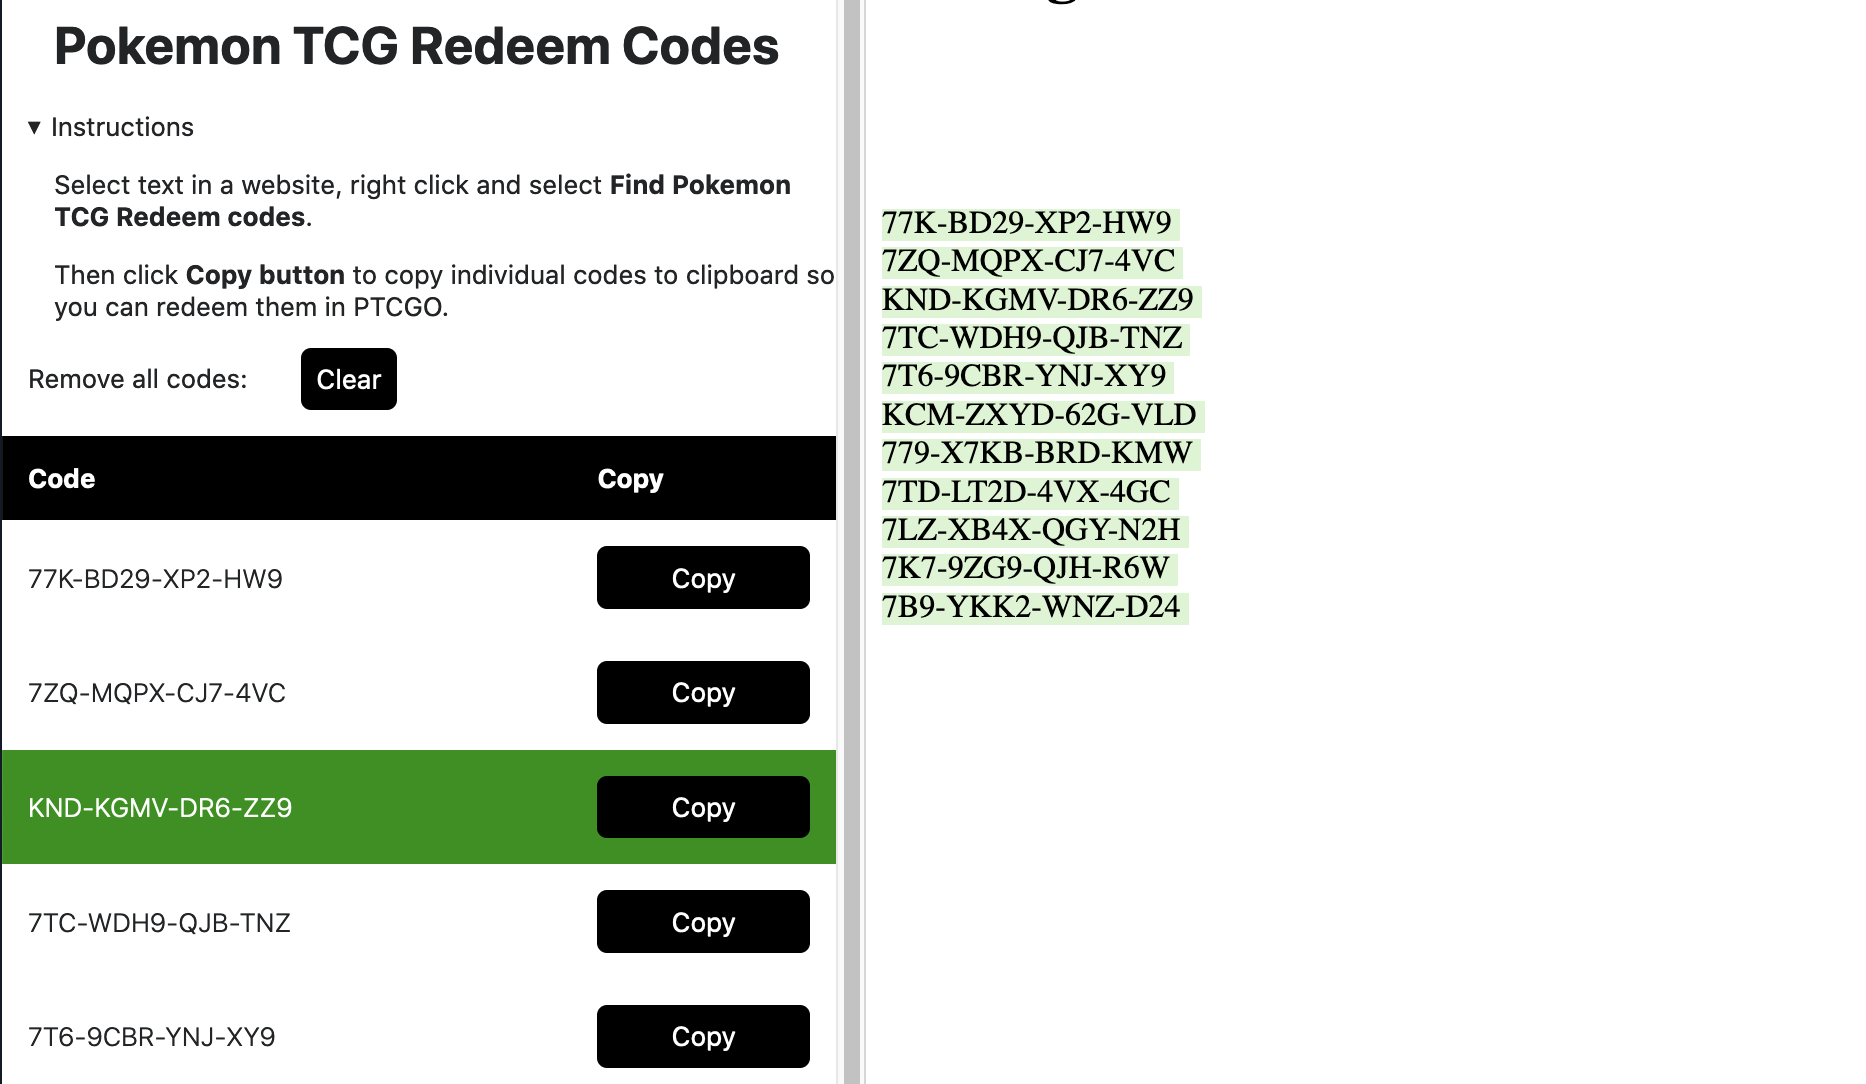 Pokemon TCG Redeem Codes
▼ Instructions
Select text in a website, right click and select Find Pokemon
TCG Redeem codes.
Then click Copy button to copy individual codes to clipboard so
you can redeem them in PTCGO.
Remove all codes: Clear
Code Copy
77K-BD29-XP2-HW9 Copy
7ZQ-MQPX-CJ7-4VC Copy
KND-KGMV-DR6-ZZ9 Copy
7TC-WDH9-QJB-TNZ Copy
7T6-9CBR-YNJ-XY9 Copy
77K-BD29-XP2-HW9
7ZQ-MQPX-CJ7-4VC
KND-KGMV-DR6-ZZ9
7TC-WDH9-QJB-TNZ
7T6-9CBR-YNJ-XY9
KCM-ZXYD-62G-VLD
779-X7KB-BRD-KMW
7TD-LT2D-4VX-4GC
7LZ-XB4X-QGY-N2H
7K7-9ZG9-QJH-R6W
7B9-YKK2-WNZ-D24